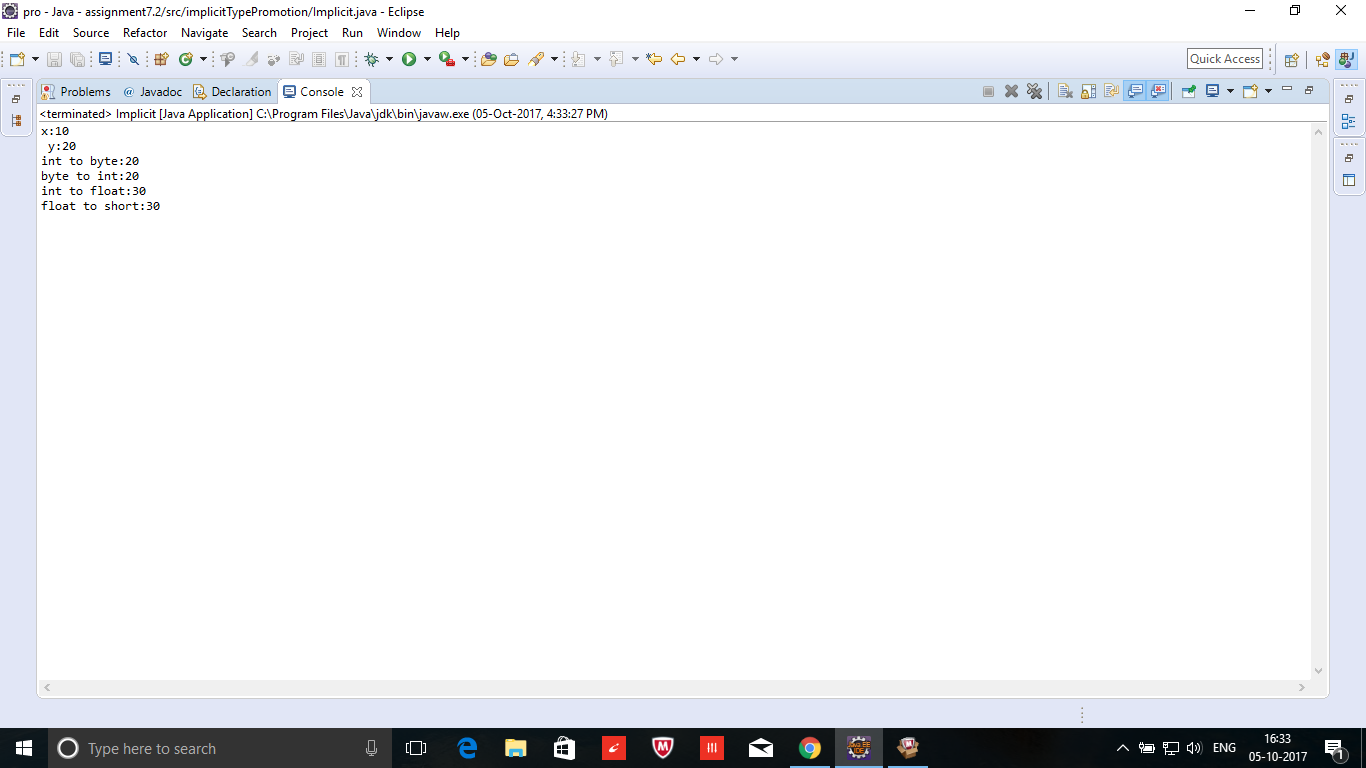 pro - Java - assignment7.2/src/implicitTypePromotion/Implicit.java - Eclipse
File Edit Source Refactor Navigate Search Project Run Window Help
Quick Access
Problems @ Javadoc Declaration Console
<terminated> Implicit [Java Application] C:\Program Files\Java\jdk\bin\javaw.exe (05-Oct-2017, 4:33:27 PM)
x:10
 y:20
int to byte:20
byte to int:20
int to float:30
float to short:30
Type here to search
ENG
16:33
05-10-2017
1